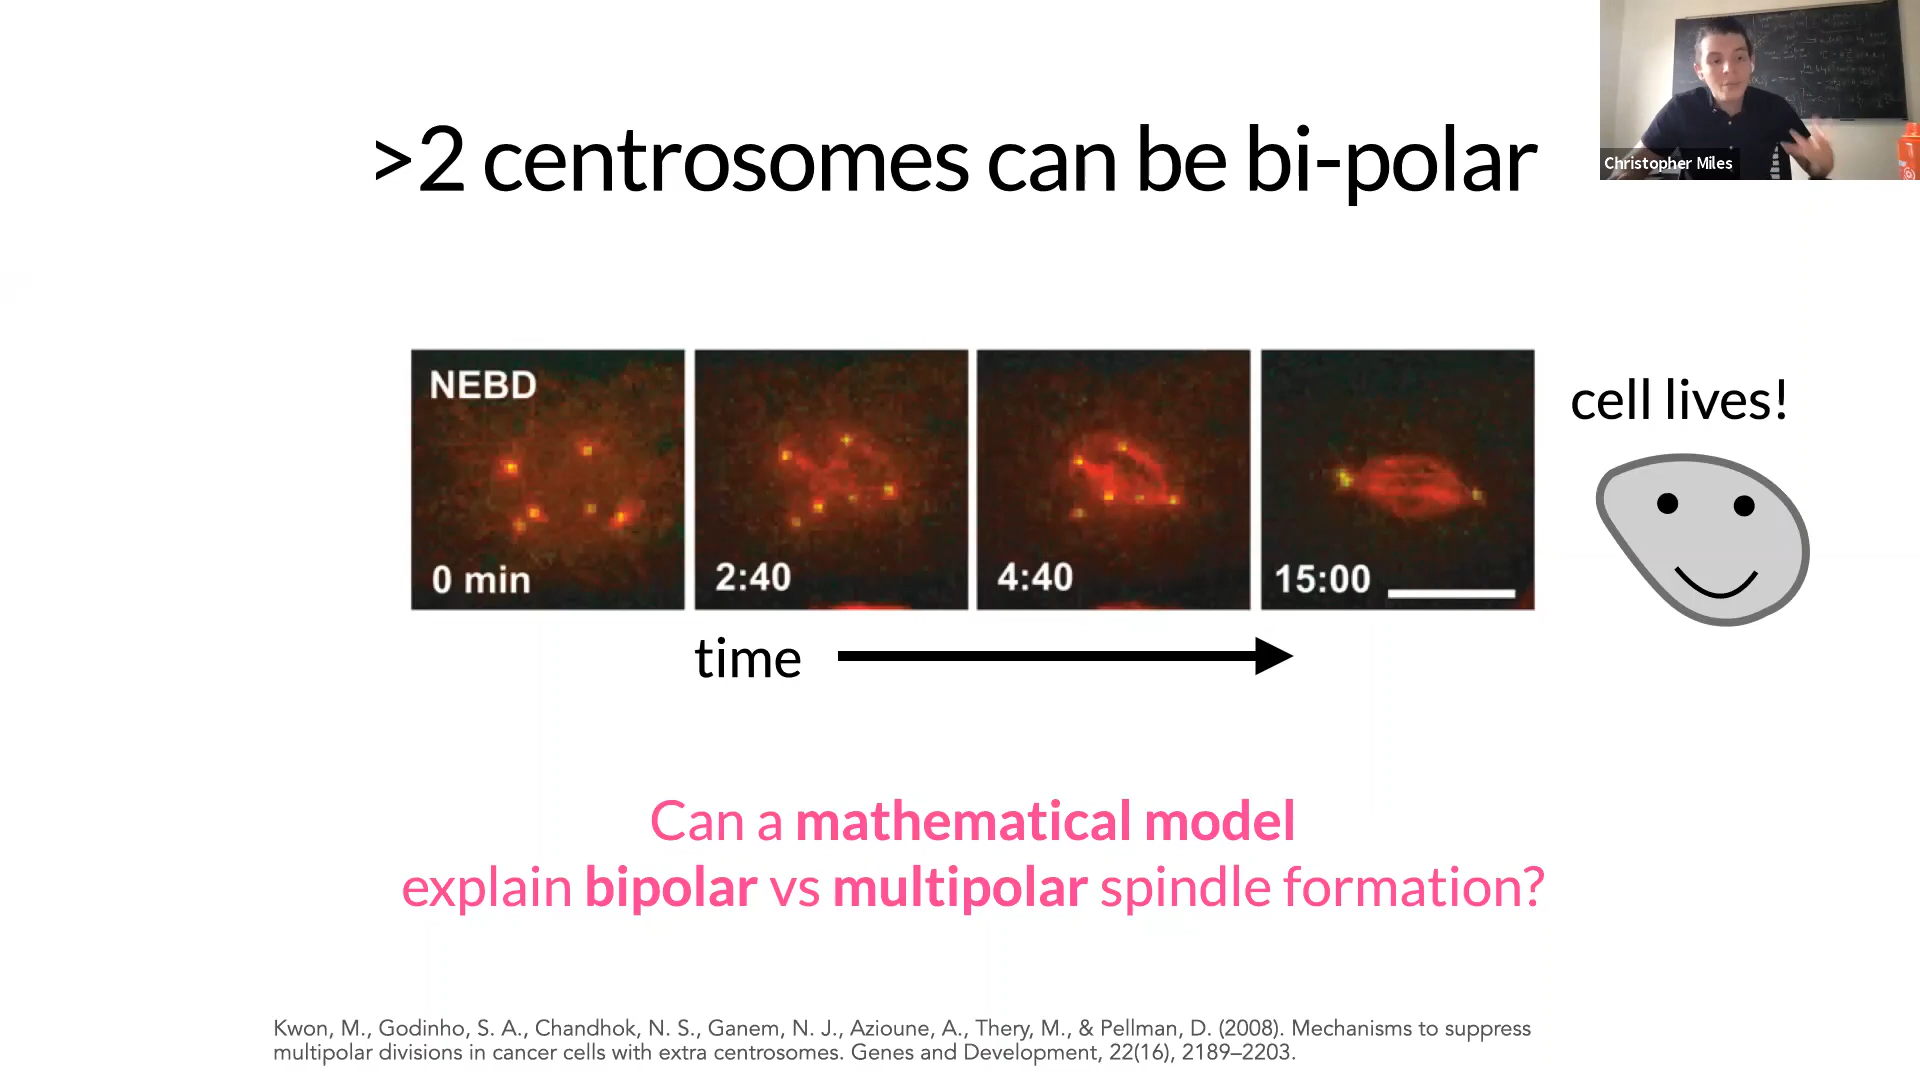 >2 centrosomes can be bi-polar
Christopher Miles
NEBD
0 min
2:40
4:40
15:00
cell lives!
time
Can a mathematical model
explain bipolar vs multipolar spindle formation?
Kwon, M., Godinho, S. A., Chandhok, N. S., Ganem, N. J., Azioune, A., Thery, M., & Pellman, D. (2008). Mechanisms to suppress
multipolar divisions in cancer cells with extra centrosomes. Genes and Development, 22(16), 2189–2203.